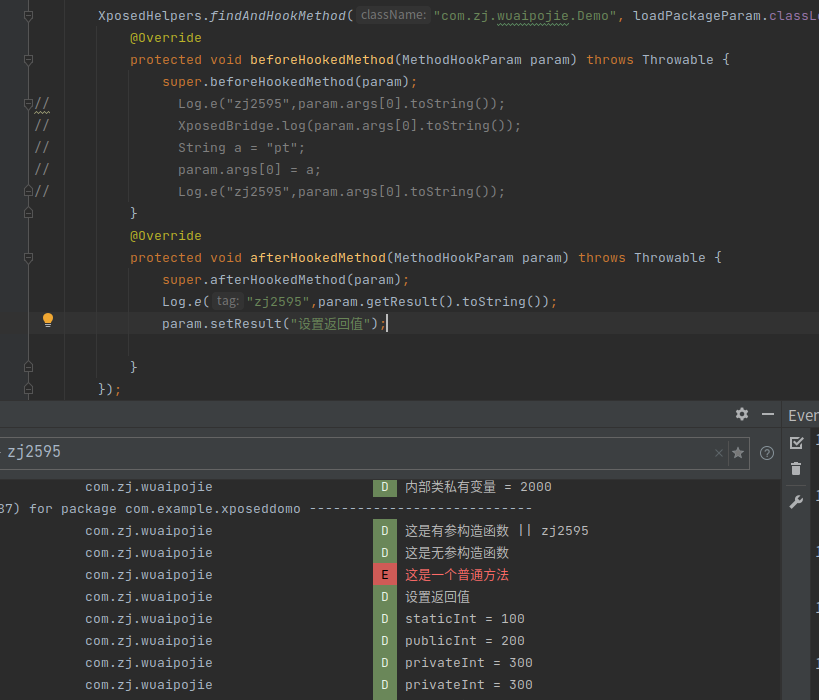 XposedHelpers.findAndHookMethod( className: "com.zj.wuaipojie.Demo", loadPackageParam.classL
@Override
protected void beforeHookedMethod(MethodHookParam param) throws Throwable {
super.beforeHookedMethod(param);
// Log.e("zj2595",param.args[0].toString());
// XposedBridge.log(param.args[0].toString());
// String a = "pt";
// param.args[0] = a;
// Log.e("zj2595",param.args[0].toString());
}
@Override
protected void afterHookedMethod(MethodHookParam param) throws Throwable {
super.afterHookedMethod(param);
Log.e( tag: "zj2595",param.getResult().toString());
param.setResult("设置返回值");
}
});
Even
zj2595
com.zj.wuaipojie D 内部类私有变量 = 2000
37) for package com.example.xposeddomo ----------------------------
com.zj.wuaipojie D 这是有参构造函数 || zj2595
com.zj.wuaipojie D 这是无参构造函数
com.zj.wuaipojie E 这是一个普通方法
com.zj.wuaipojie D 设置返回值
com.zj.wuaipojie D staticInt = 100
com.zj.wuaipojie D publicInt = 200
com.zj.wuaipojie D privateInt = 300
com.zj.wuaipojie D privateInt = 300